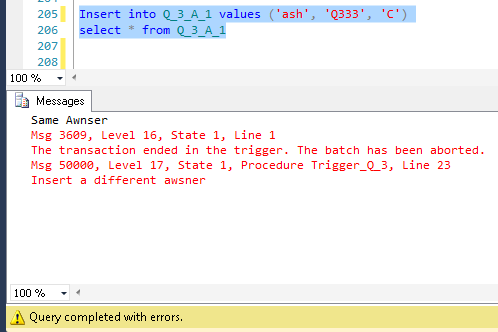 205 Insert into Q_3_A_1 values ('ash', 'Q333', 'C')
206 select * from Q_3_A_1
207
208
100 %
Messages
Same Awnser
Msg 3609, Level 16, State 1, Line 1
The transaction ended in the trigger. The batch has been aborted.
Msg 50000, Level 17, State 1, Procedure Trigger_Q_3, Line 23
Insert a different awsner
100 %
Query completed with errors.